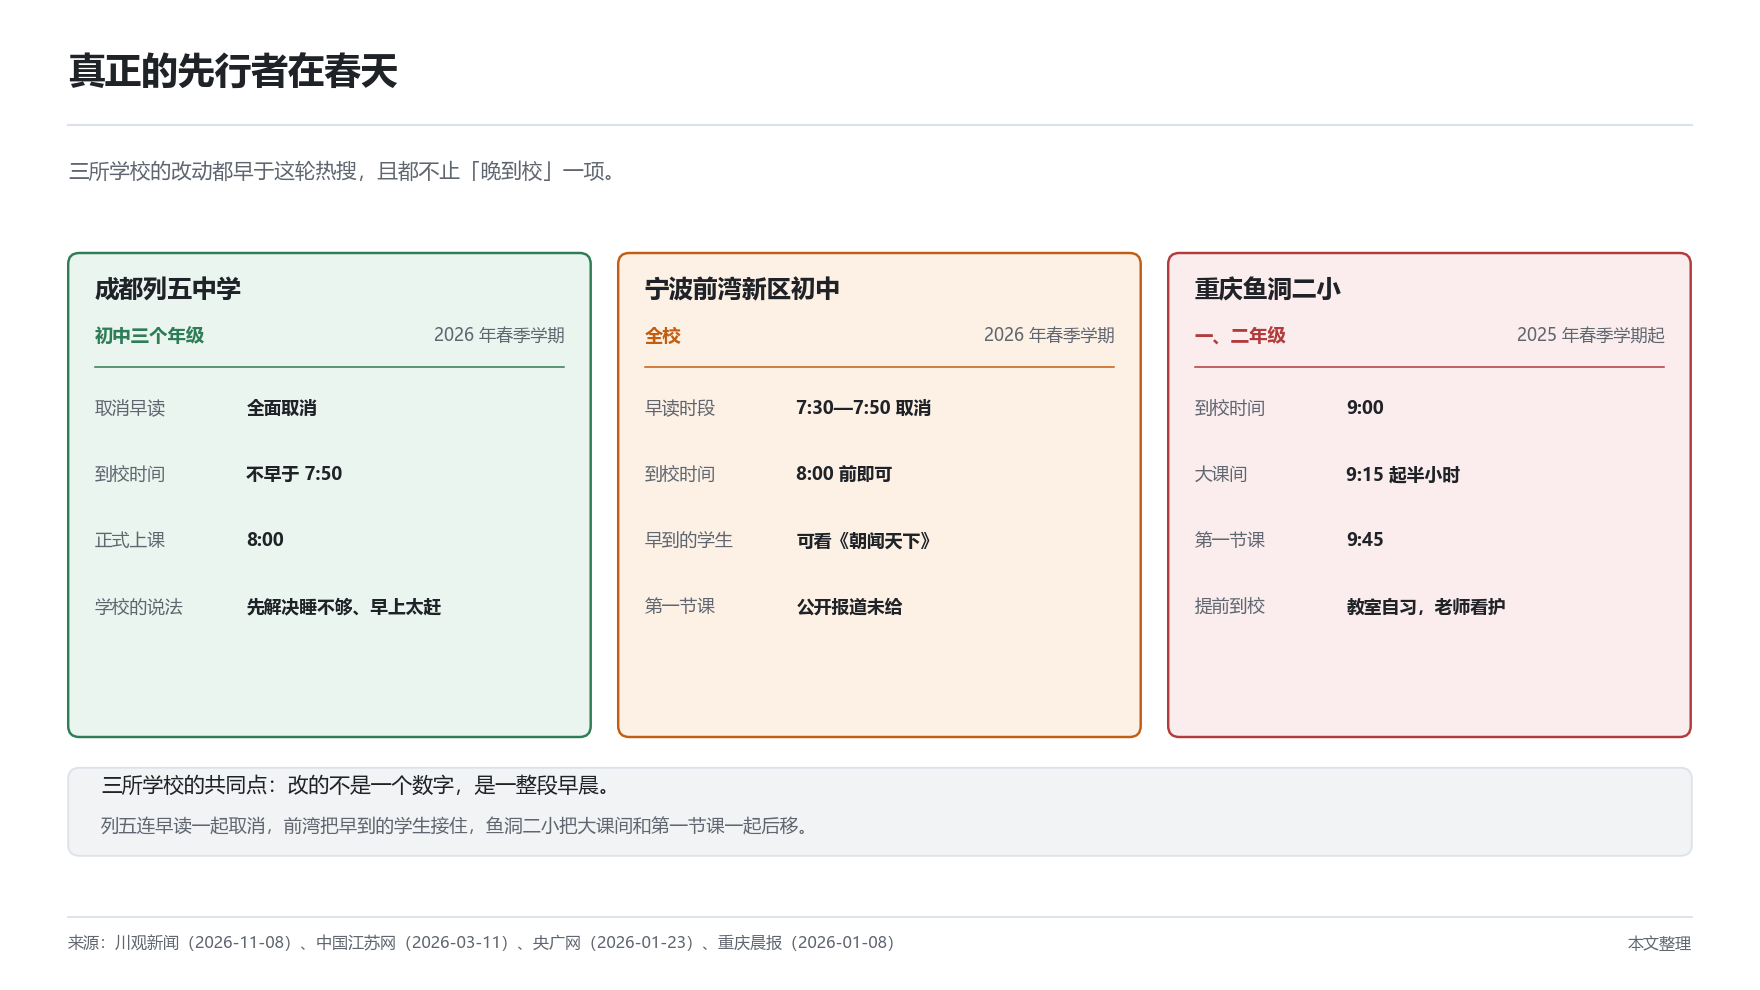 真正的先行者在春天
三所学校的改动都早于这轮热搜，且都不止「晚到校」一项。
成都列五中学
初中三个年级 2026 年春季学期
取消早读 全面取消
到校时间 不早于 7:50
正式上课 8:00
学校的说法 先解决睡不够、早上太赶
宁波前湾新区初中
全校 2026 年春季学期
早读时段 7:30—7:50 取消
到校时间 8:00 前即可
早到的学生 可看《朝闻天下》
第一节课 公开报道未给
重庆鱼洞二小
一、二年级 2025 年春季学期起
到校时间 9:00
大课间 9:15 起半小时
第一节课 9:45
提前到校 教室自习，老师看护
三所学校的共同点：改的不是一个数字，是一整段早晨。
列五连早读一起取消，前湾把早到的学生接住，鱼洞二小把大课间和第一节课一起后移。
来源：川观新闻（2026-11-08）、中国江苏网（2026-03-11）、央广网（2026-01-23）、重庆晨报（2026-01-08） 本文整理